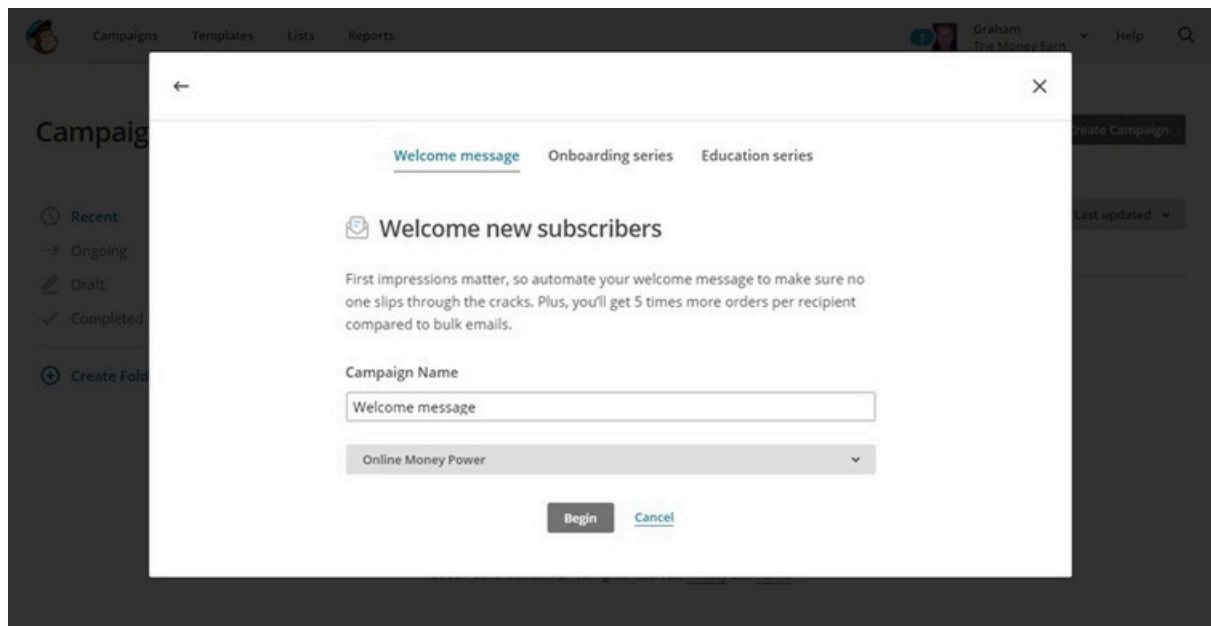 Campaigns Templates Lists Reports
1 Graham
The Money Earn
Help
Campaig
Create Campaign
Welcome message Onboarding series Education series
Recent
Last updated
Welcome new subscribers
Ongoing
First impressions matter, so automate your welcome message to make sure no
Draft
one slips through the cracks. Plus, you'll get 5 times more orders per recipient
Completed
compared to bulk emails.
Create Fold
Campaign Name
Welcome message
Online Money Power
Begin Cancel